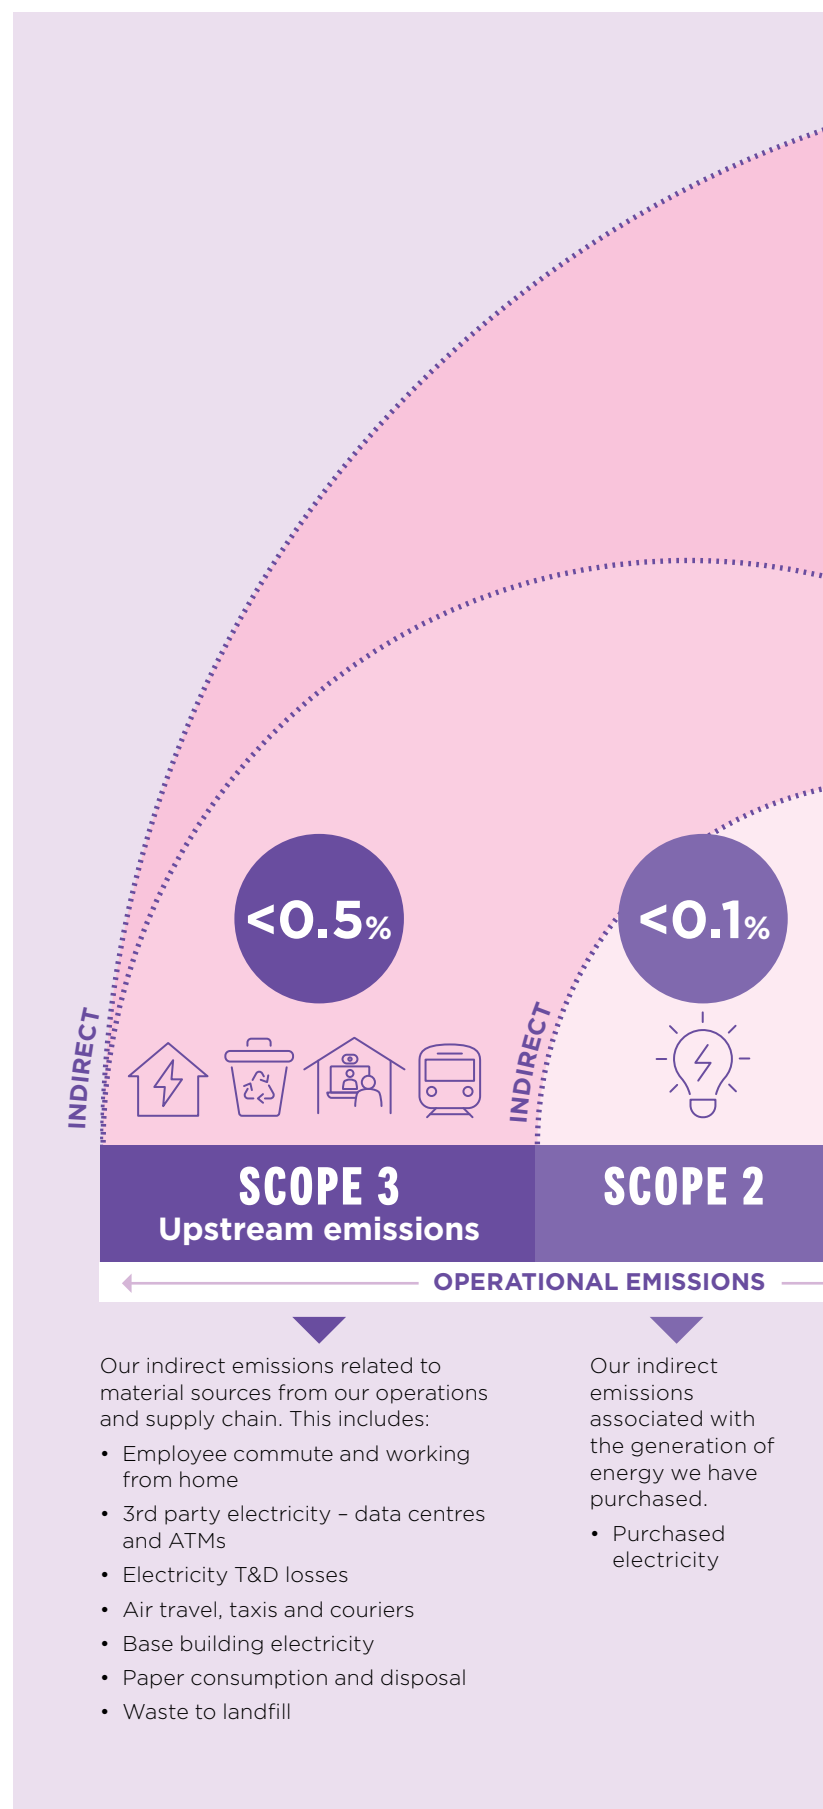 <0.5%
<0.1%
INDIRECT
INDIRECT
SCOPE 3
Upstream emissions
SCOPE 2
OPERATIONAL EMISSIONS
Our indirect emissions related to
material sources from our operations
and supply chain. This includes:
• Employee commute and working
from home
• 3rd party electricity – data centres
and ATMs
• Electricity T&D losses
• Air travel, taxis and couriers
• Base building electricity
• Paper consumption and disposal
• Waste to landfill
Our indirect
emissions
associated with
the generation of
energy we have
purchased.
• Purchased
electricity